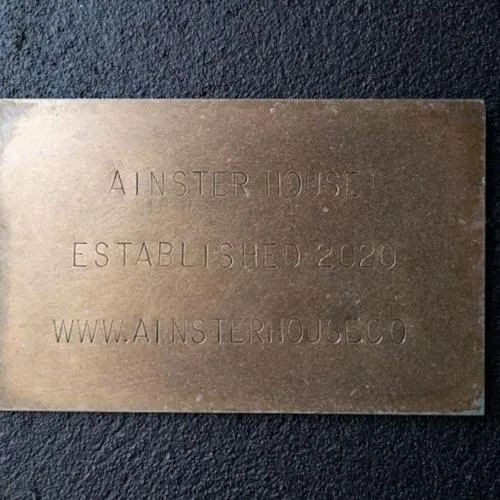 AINSTER HOUSE
ESTABLISHED 2020
WWW.AINSTERHOUSE.CO